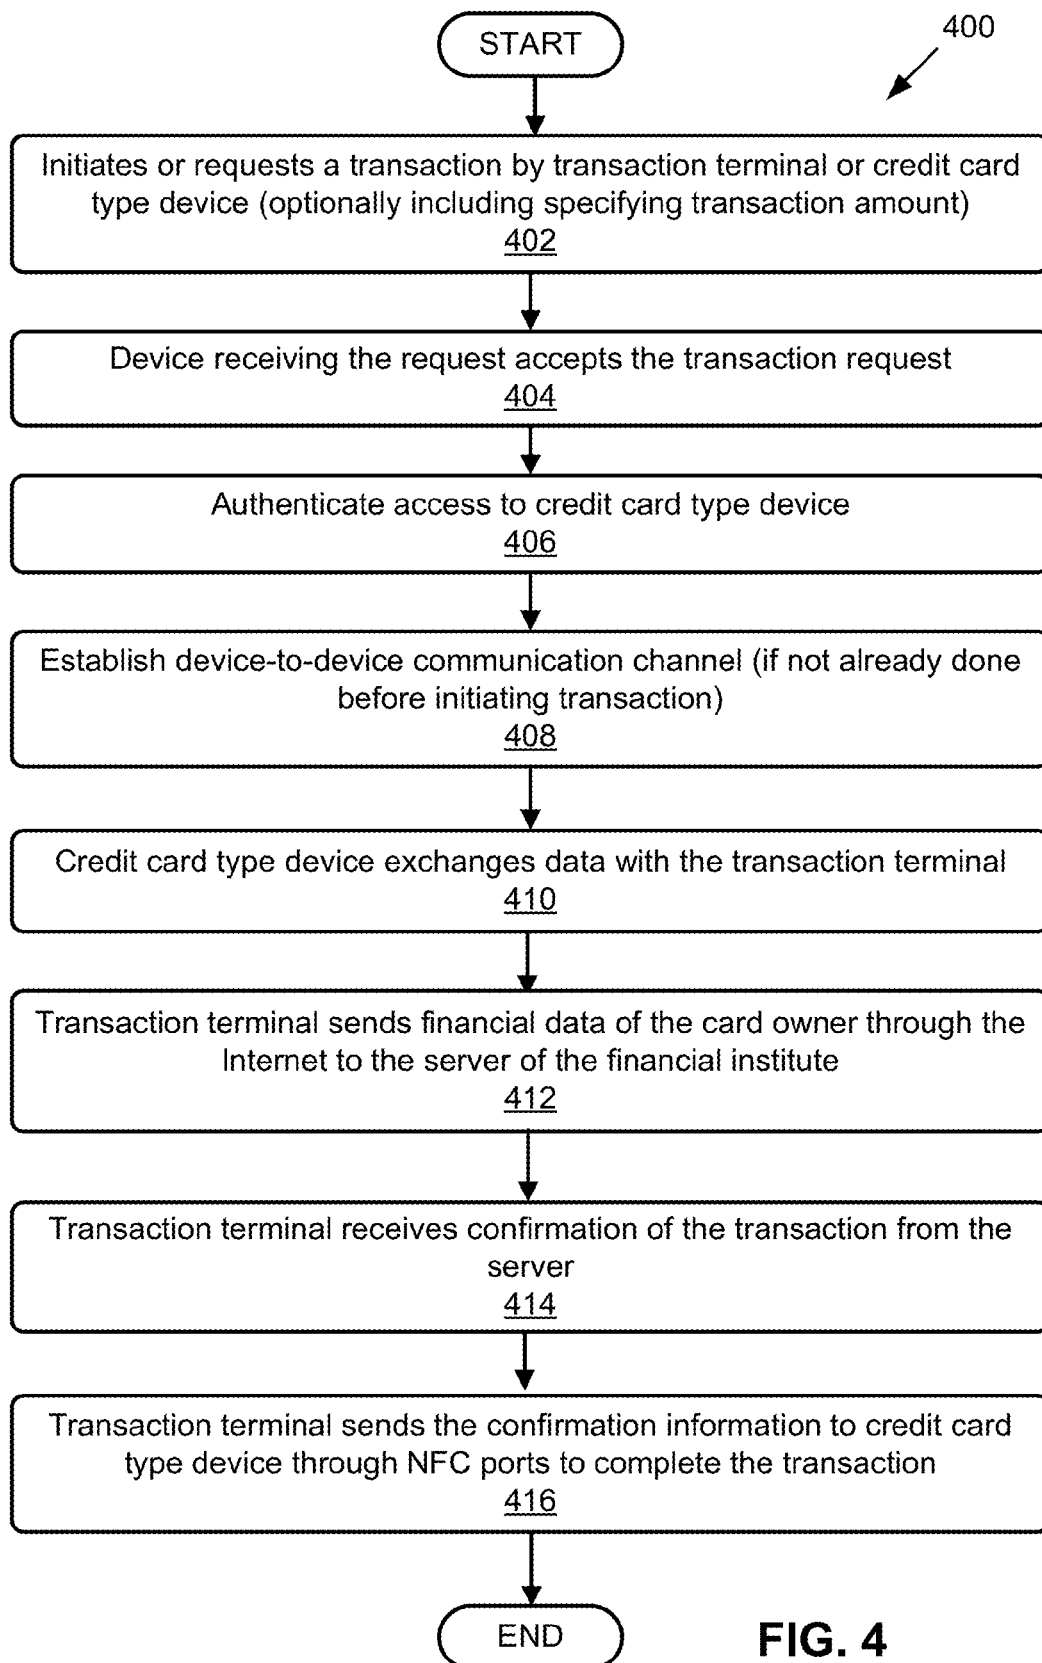 START
400
Initiates or requests a transaction by transaction terminal or credit card
type device (optionally including specifying transaction amount)
402
Device receiving the request accepts the transaction request
404
Authenticate access to credit card type device
406
Establish device-to-device communication channel (if not already done
before initiating transaction)
408
Credit card type device exchanges data with the transaction terminal
410
Transaction terminal sends financial data of the card owner through the
Internet to the server of the financial institute
412
Transaction terminal receives confirmation of the transaction from the
server
414
Transaction terminal sends the confirmation information to credit card
type device through NFC ports to complete the transaction
416
END
FIG. 4